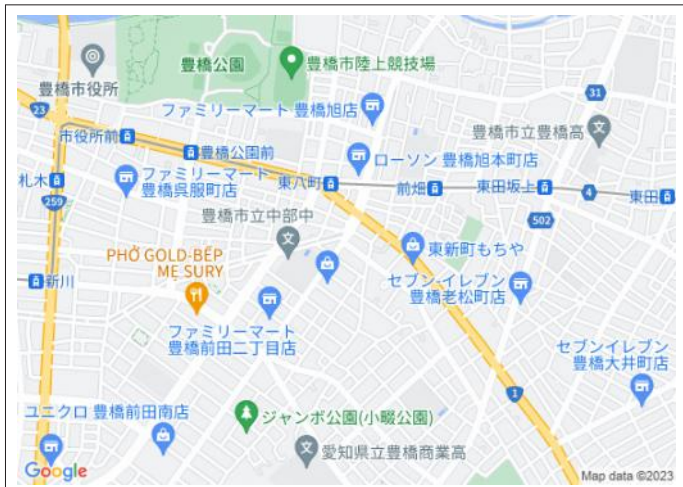 豊橋市役所
豊橋公園
豊橋市陸上競技場
23
ファミリーマート 豊橋旭店
31
豊橋市立豊橋高
市役所前
豊橋公園前
ローソン 豊橋旭本町店
札木
ファミリーマート
豊橋呉服町店
東八町
前畑
東田坂上
4
東田
259
豊橋市立中部中
502
PHỞ GOLD-BẾP
MẸ SURY
東新町もちや
新川
セブン-イレブン
豊橋老松町店
ファミリーマート
豊橋前田二丁目店
セブンイレブン
豊橋大井町店
1
ユニクロ 豊橋前田南店
ジャンボ公園(小畷公園)
愛知県立豊橋商業高
Google
Map data ©2023